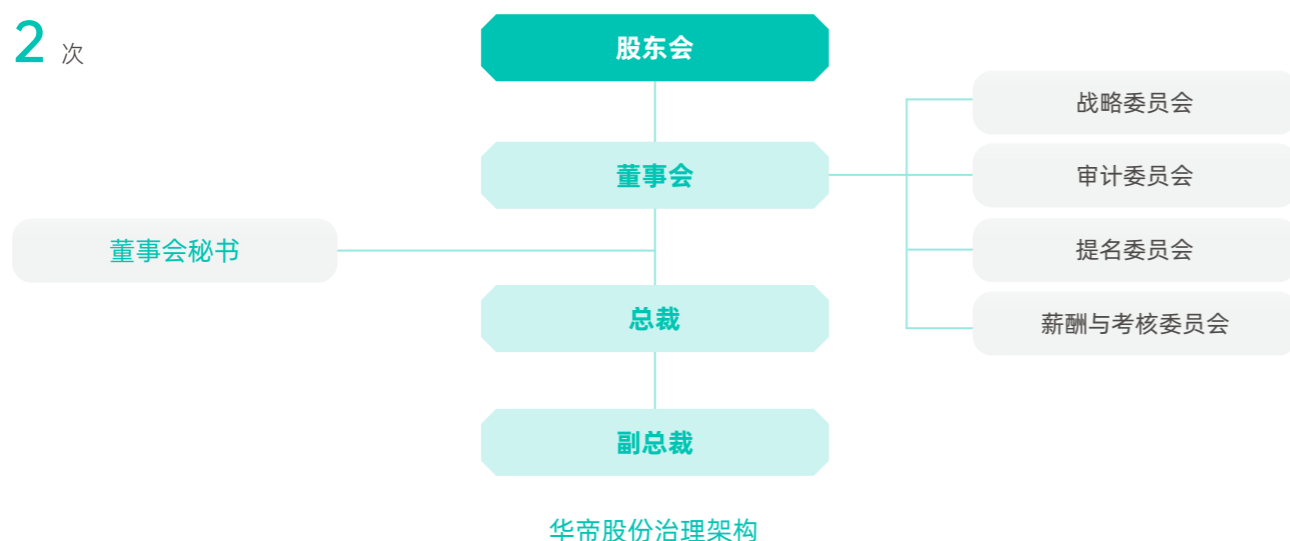 2 次
股东会
董事会
战略委员会
审计委员会
提名委员会
薪酬与考核委员会
董事会秘书
总裁
副总裁
华帝股份治理架构